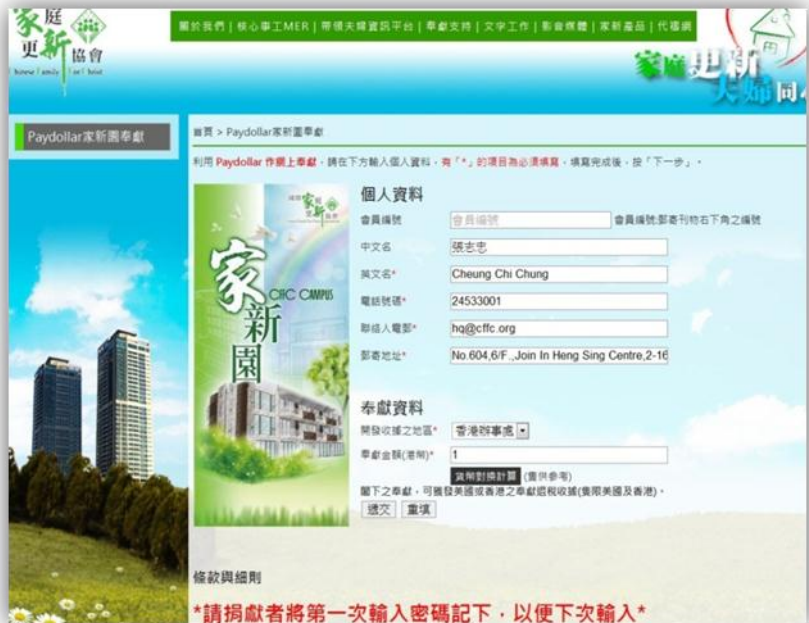 家庭
更新
協會
關於我們 | 核心事工MER | 帶領夫婦資訊平台 | 奉獻支持 | 文字工作 | 影音媒體 | 家新產品 | 代禱網
家庭更新
夫婦同
Paydollar家新園奉獻
首頁 > Paydollar家新園奉獻
利用 Paydollar 作網上奉獻，請在下方輸入個人資料，有「*」的項目為必須填寫，填寫完成後，按「下一步」。
家新園
CFFC CAMPUS
個人資料
會員編號 會員編號 會員編號:郵寄刊物右下角之編號
中文名 張志忠
英文名* Cheung Chi Chung
電話號碼* 24533001
聯絡人電郵* hq@cffc.org
郵寄地址* No.604,6/F.,Join In Heng Sing Centre,2-16
奉獻資料
開發收據之地區* 香港辦事處
奉獻金額(港幣)* 1
貨幣對換計算 (僅供參考)
閣下之奉獻，可獲發美國或香港之奉獻退稅收據(隻限美國及香港)。
遞交 重填
條款與細則
*請捐獻者將第一次輸入密碼記下，以便下次輸入*